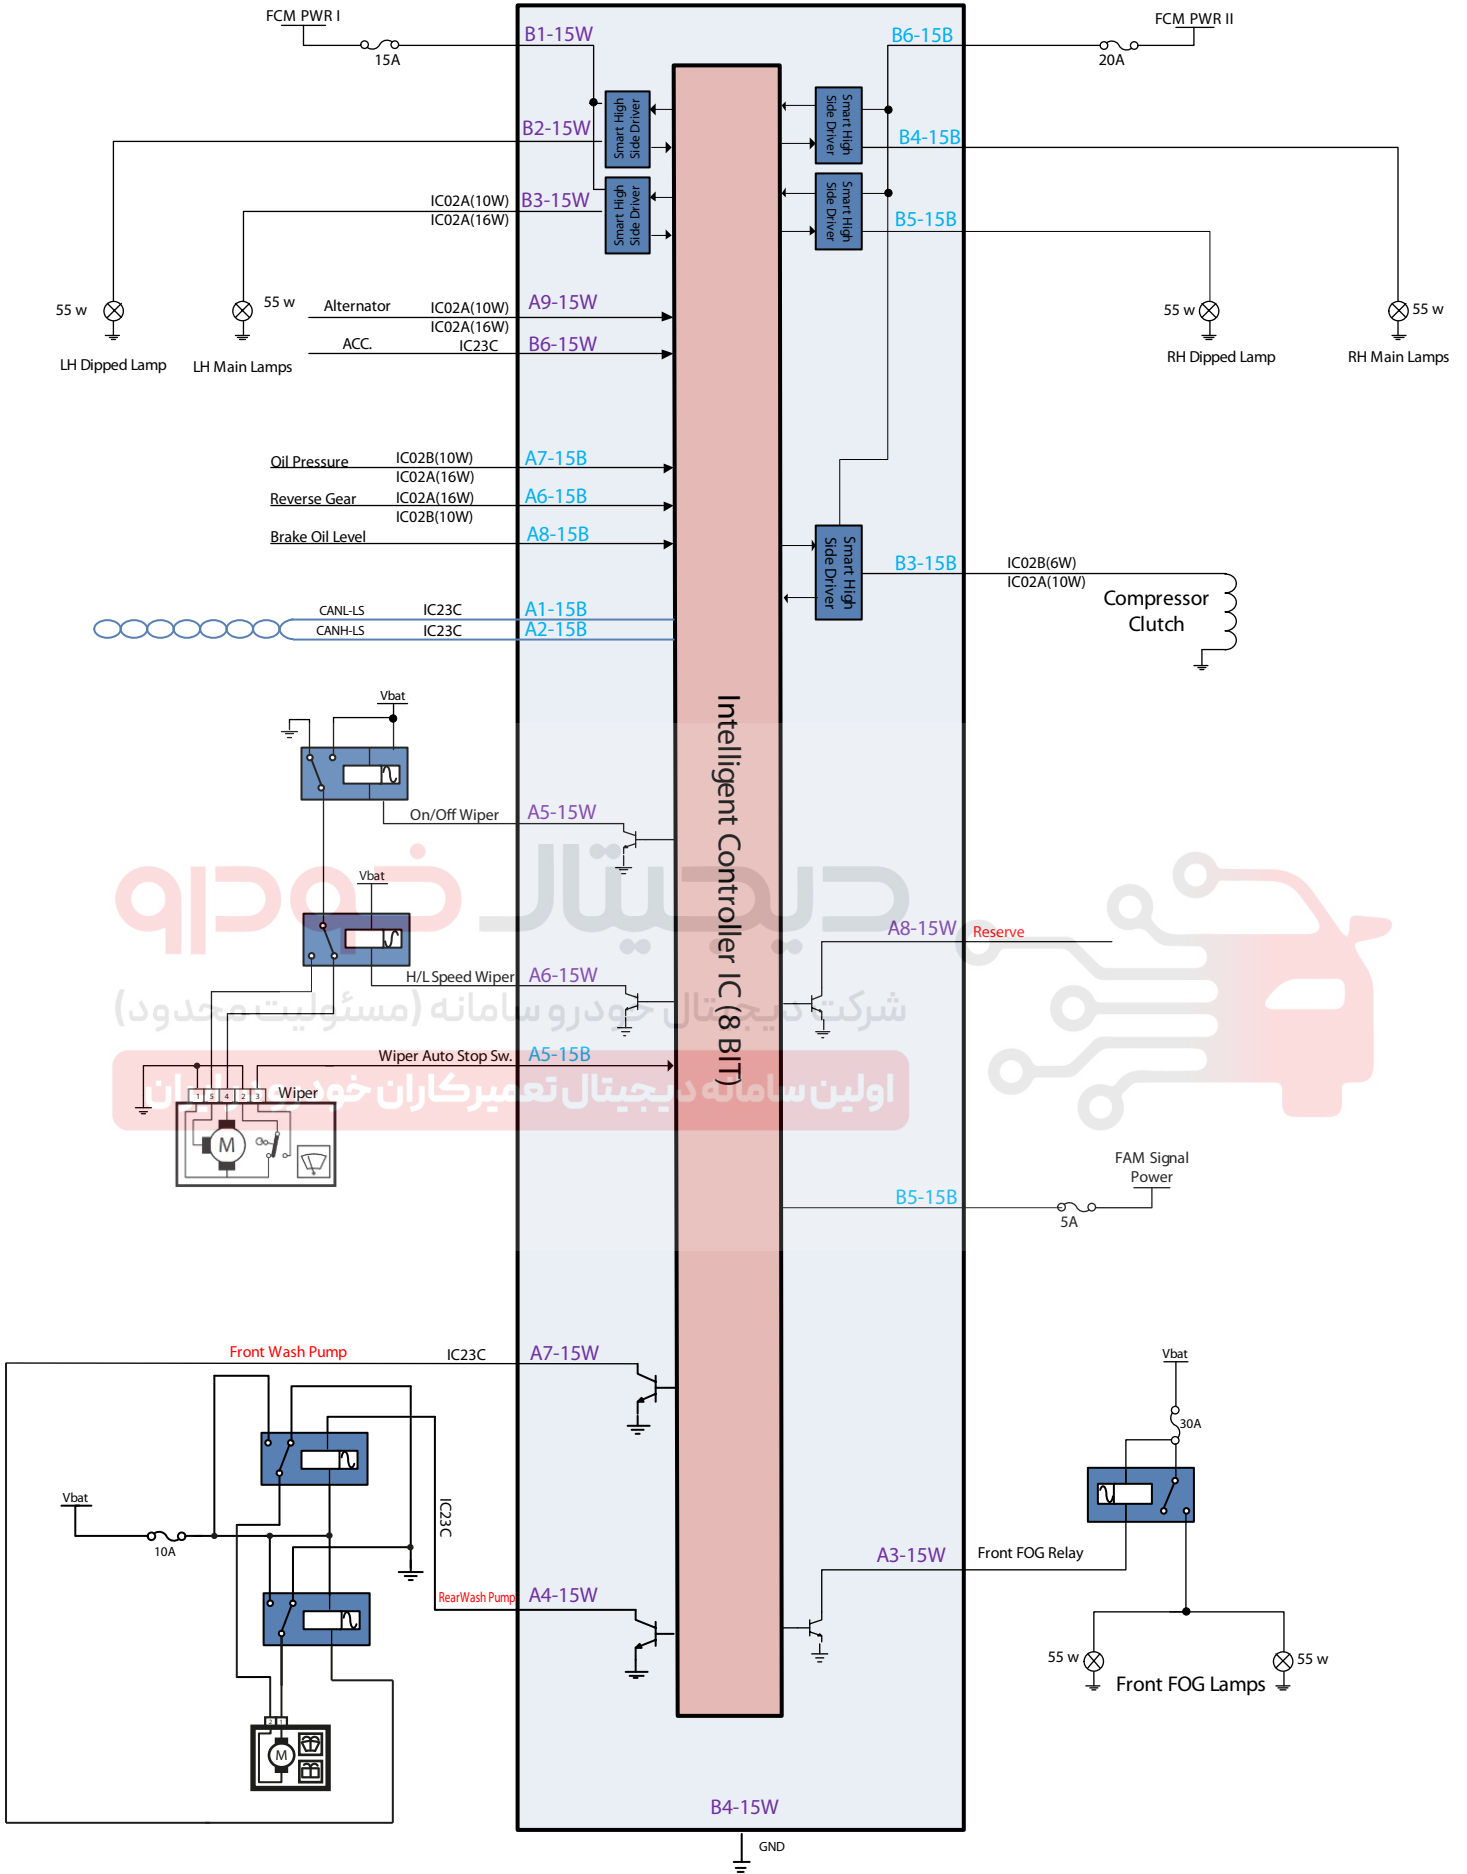 FCM PWR I
15A
B1-15W
B6-15B
FCM PWR II
20A
Smart High
Side Driver
Smart High
Side Driver
B2-15W
B4-15B
Smart High
Side Driver
Smart High
Side Driver
IC02A(10W)
B3-15W
IC02A(16W)
B5-15B
55 w
LH Dipped Lamp
55 w
LH Main Lamps
55 w
RH Dipped Lamp
55 w
RH Main Lamps
Alternator
IC02A(10W)
A9-15W
IC02A(16W)
ACC.
IC23C
B6-15W
Oil Pressure
IC02B(10W)
A7-15B
IC02A(16W)
Reverse Gear
IC02A(16W)
A6-15B
IC02B(10W)
Brake Oil Level
A8-15B
Smart High
Side Driver
B3-15B
IC02B(6W)
IC02A(10W)
Compressor
Clutch
CANL-LS
IC23C
A1-15B
CANH-LS
IC23C
A2-15B
Intelligent Controller IC (8 BIT)
Vbat
On/Off Wiper
A5-15W
Vbat
دیجیتال خودرو
A8-15W
Reserve
H/L Speed Wiper
A6-15W
شرکت دیجیتال خودرو سامانه (مسئولیت محدود)
Wiper Auto Stop Sw.
A5-15B
اولین سامانه دیجیتال تعمیرکاران خودرو در ایران
1 5 4 2 3
Wiper
M
FAM Signal
Power
B5-15B
5A
Front Wash Pump
IC23C
A7-15W
Vbat
10A
IC23C
RearWash Pump
A4-15W
2 1
M
Vbat
30A
A3-15W
Front FOG Relay
55 w
55 w
Front FOG Lamps
B4-15W
GND